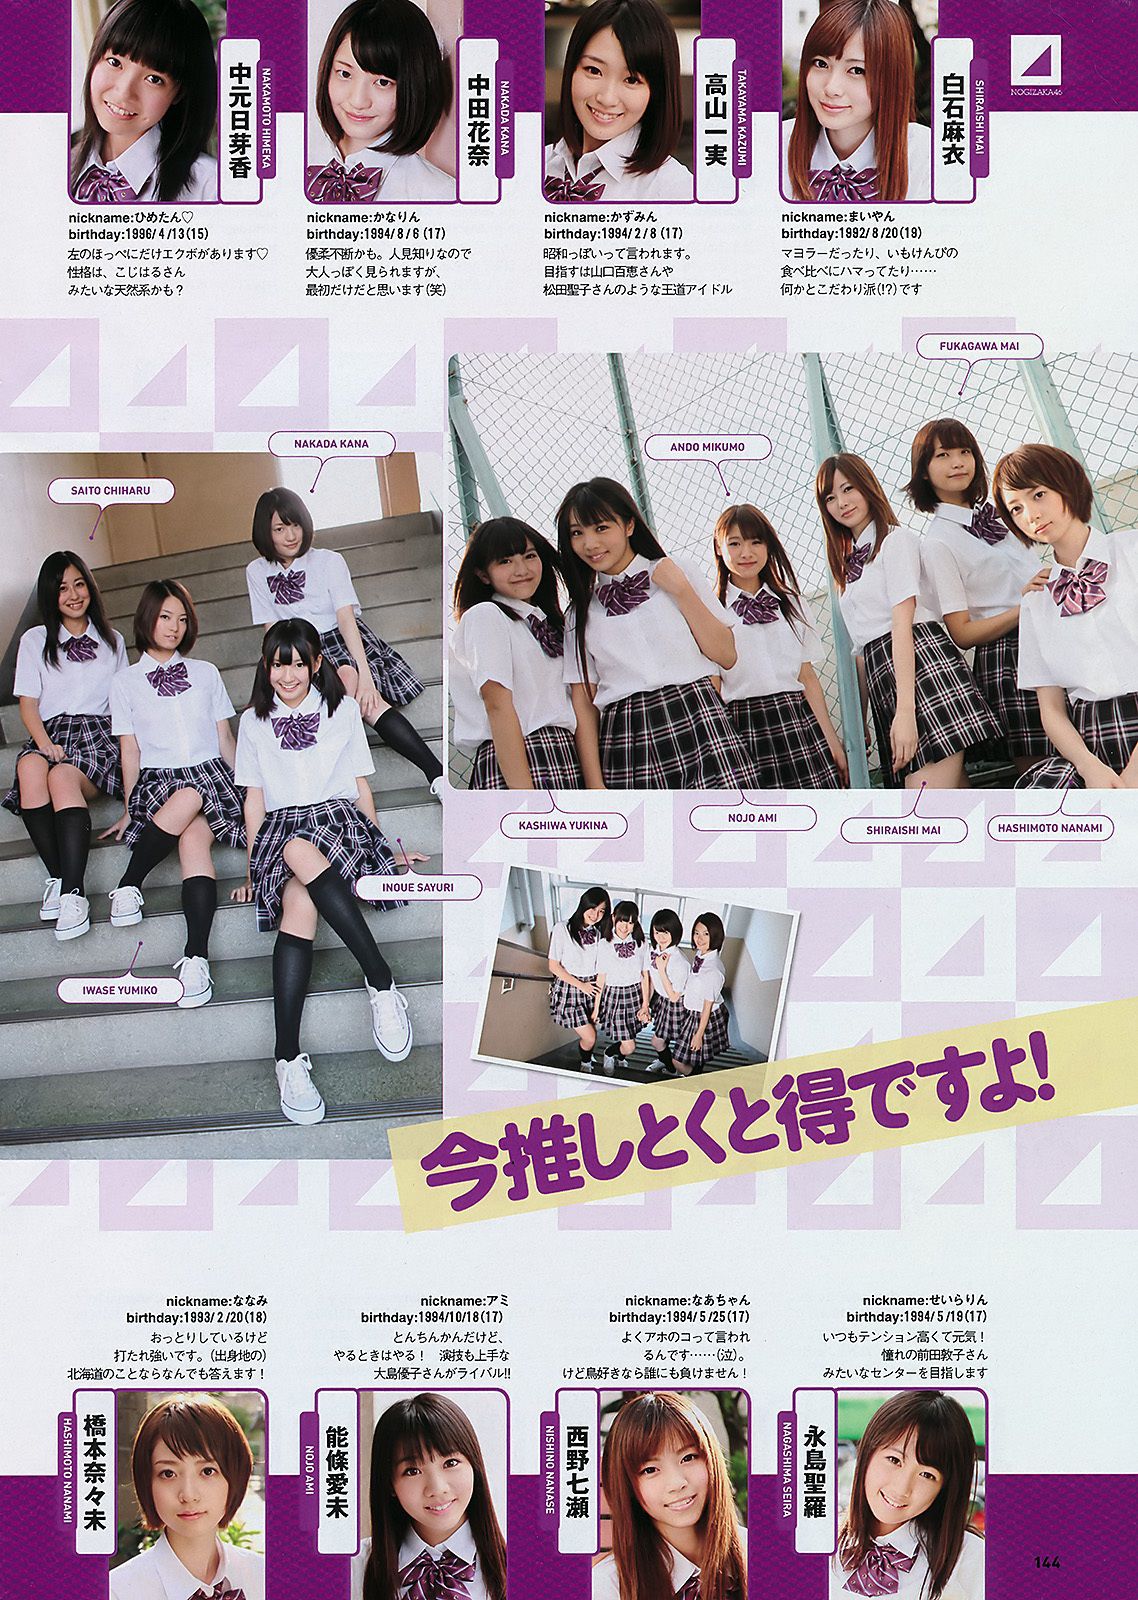 中元日芽香
NAKAMOTO HIMEKA
nickname:ひめたん♡
birthday:1996/ 4 /13(15)
左のほっぺにだけエクボがあります♡
性格は、こじはるさん
みたいな天然系かも？
中田花奈
NAKADA KANA
nickname:かなりん
birthday:1994/ 8 / 6 (17)
優柔不断かも。人見知りなので
大人っぽく見られますが、
最初だけだと思います(笑)
高山一実
TAKAYAMA KAZUMI
nickname:かずみん
birthday:1994/ 2 / 8 (17)
昭和っぽいって言われます。
目指すは山口百恵さんや
松田聖子さんのような王道アイドル
白石麻衣
SHIRAISHI MAI
nickname:まいやん
birthday:1992/ 8 /20(19)
マヨラーだったり、いもけんぴの
食べ比べにハマってたり……
何かとこだわり派(!?)です
NOGIZAKA46
FUKAGAWA MAI
NAKADA KANA
ANDO MIKUMO
SAITO CHIHARU
KASHIWA YUKINA
NOJO AMI
SHIRAISHI MAI
HASHIMOTO NANAMI
INOUE SAYURI
IWASE YUMIKO
今推しとくと得ですよ!
nickname:ななみ
birthday:1993/ 2 /20(18)
おっとりしているけど
打たれ強いです。(出身地の)
北海道のことならなんでも答えます！
橋本奈々未
HASHIMOTO NANAMI
nickname:アミ
birthday:1994/10/18(17)
とんちんかんだけど、
やるときはやる！　演技も上手な
大島優子さんがライバル!!
能條愛未
NOJO AMI
nickname:なあちゃん
birthday:1994/ 5 /25(17)
よくアホのコって言われ
るんです……(泣)。
けど鳥好きなら誰にも負けません！
西野七瀬
NISHINO NANASE
nickname:せいらりん
birthday:1994/ 5 /19(17)
いつもテンション高くて元気！
憧れの前田敦子さん
みたいなセンターを目指します
永島聖羅
NAGASHIMA SEIRA
144